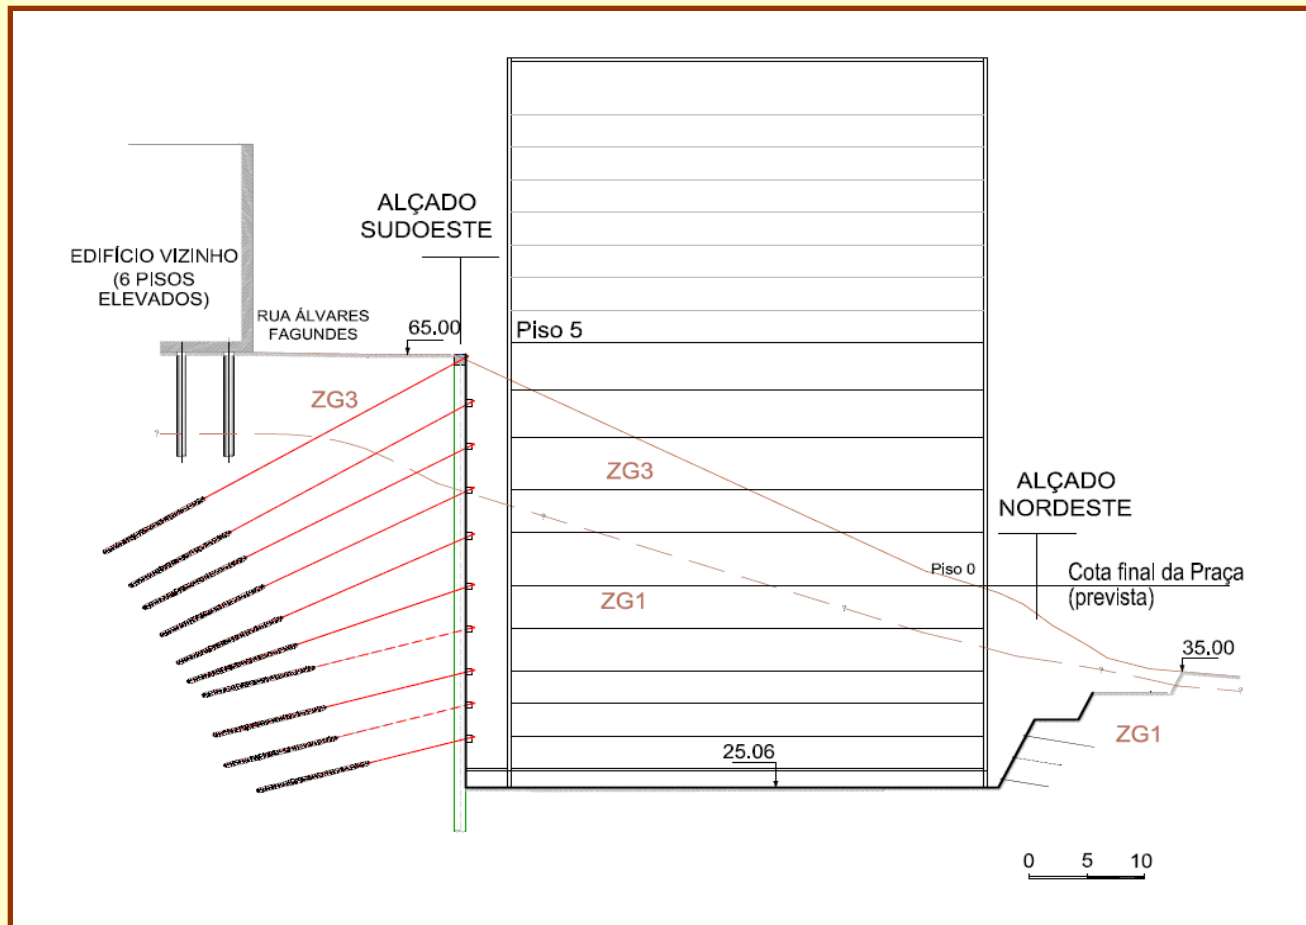 ALÇADO
SUDOESTE
EDIFÍCIO VIZINHO
(6 PISOS
ELEVADOS)
RUA ÁLVARES
FAGUNDES
65.00
Piso 5
ZG3
?
ZG3
?
ALÇADO
NORDESTE
Piso 0
Cota final da Praça
(prevista)
ZG1
?
35.00
?
?
ZG1
25.06
0 5 10